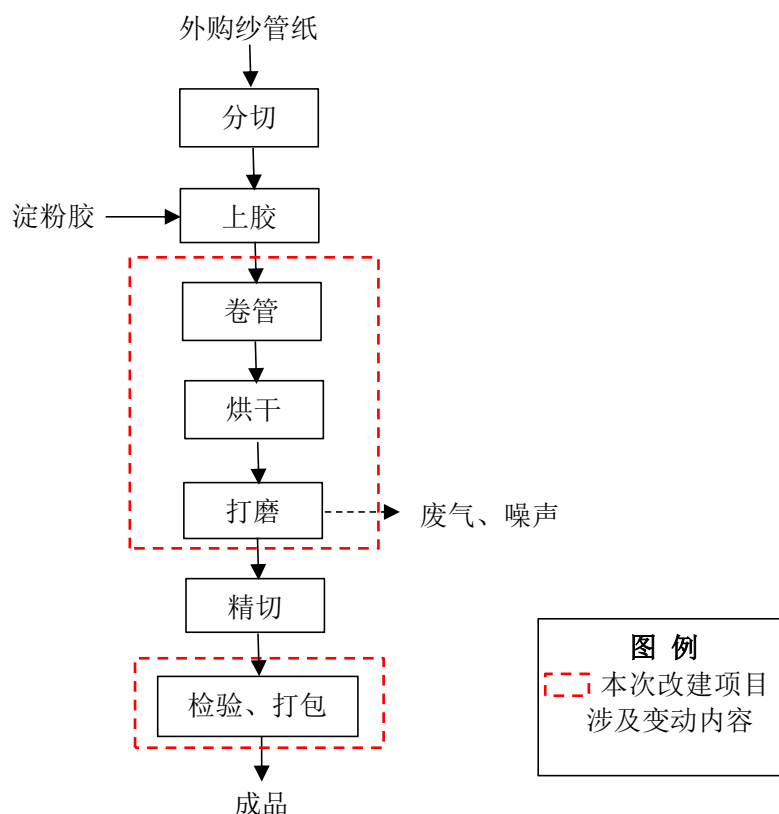 外购纱管纸
分切
淀粉胶
上胶
卷管
烘干
打磨
废气、噪声
精切
检验、打包
成品
图 例
本次改建项目
涉及变动内容